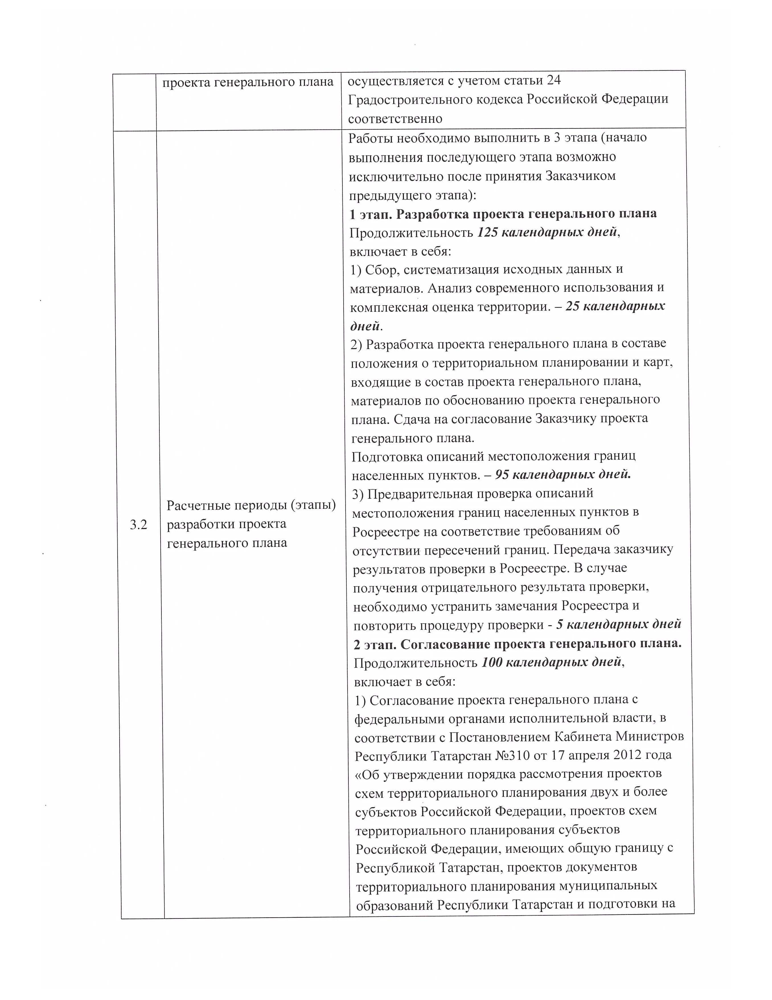 проекта генерального плана
осуществляется с учетом статьи 24
Градостроительного кодекса Российской Федерации
соответственно
3.2
Расчетные периоды (этапы)
разработки проекта
генерального плана
Работы необходимо выполнить в 3 этапа (начало
выполнения последующего этапа возможно
исключительно после принятия Заказчиком
предыдущего этапа):
1 этап. Разработка проекта генерального плана
Продолжительность 125 календарных дней,
включает в себя:
1) Сбор, систематизация исходных данных и
материалов. Анализ современного использования и
комплексная оценка территории. – 25 календарных
дней.
2) Разработка проекта генерального плана в составе
положения о территориальном планировании и карт,
входящие в состав проекта генерального плана,
материалов по обоснованию проекта генерального
плана. Сдача на согласование Заказчику проекта
генерального плана.
Подготовка описаний местоположения границ
населенных пунктов. – 95 календарных дней.
3) Предварительная проверка описаний
местоположения границ населенных пунктов в
Росреестре на соответствие требованиям об
отсутствии пересечений границ. Передача заказчику
результатов проверки в Росреестре. В случае
получения отрицательного результата проверки,
необходимо устранить замечания Росреестра и
повторить процедуру проверки - 5 календарных дней
2 этап. Согласование проекта генерального плана.
Продолжительность 100 календарных дней,
включает в себя:
1) Согласование проекта генерального плана с
федеральными органами исполнительной власти, в
соответствии с Постановлением Кабинета Министров
Республики Татарстан №310 от 17 апреля 2012 года
«Об утверждении порядка рассмотрения проектов
схем территориального планирования двух и более
субъектов Российской Федерации, проектов схем
территориального планирования субъектов
Российской Федерации, имеющих общую границу с
Республикой Татарстан, проектов документов
территориального планирования муниципальных
образований Республики Татарстан и подготовки на